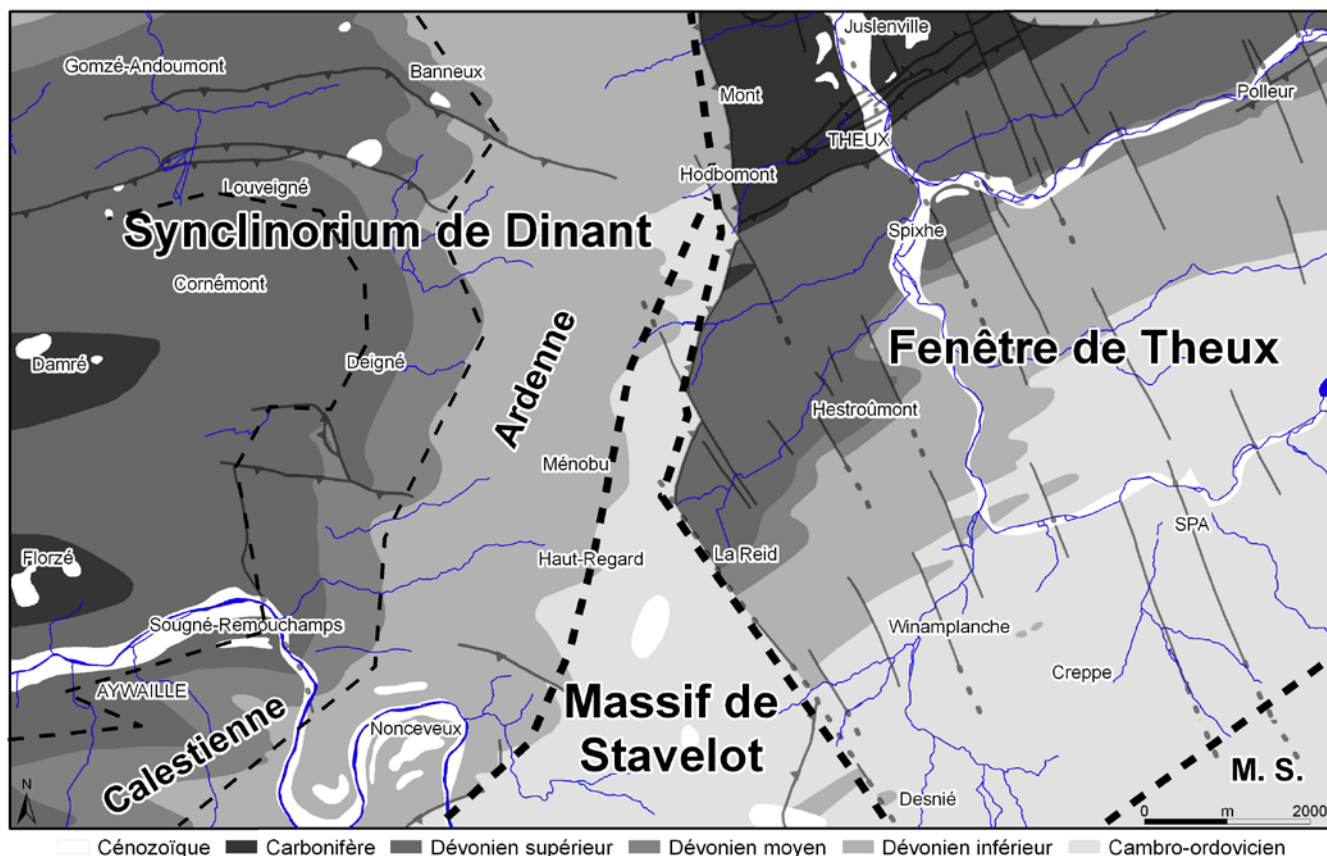 Juslenville
Gomzé-Andoumont
Banneux
Mont
Polleur
THEUX
Hodbomont
Louveigné
Synclinorium de Dinant
Spixhe
Cornémont
Ardenne
Fenêtre de Theux
Damré
Deigné
Hestroûmont
Ménobu
SPA
Florzé
Haut-Regard
La Reid
Sougné-Remouchamps
Winamplanche
Creppe
AYWAILLE
Calestienne
Nonceveux
Massif de
Stavelot
M. S.
N
Desnié
0 m 2000
Cénozoïque Carbonifère Dévonien supérieur Dévonien moyen Dévonien inférieur Cambro-ordovicien